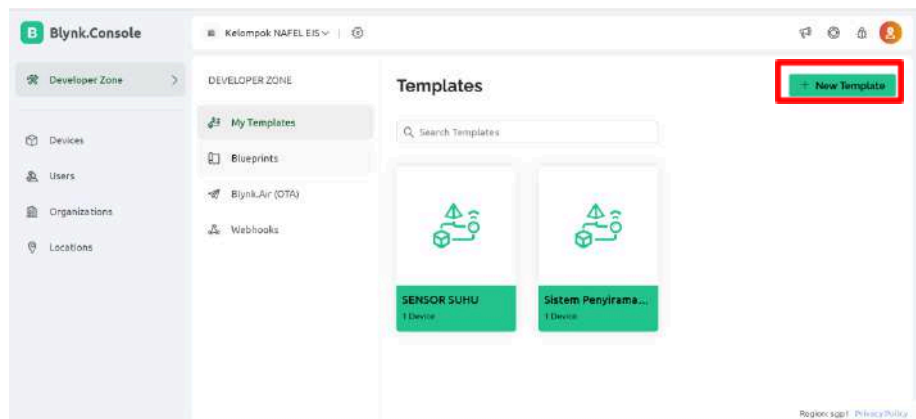 B Blynk.Console
Kelompok NAFEL EIS
Developer Zone
Devices
Users
Organizations
Locations
DEVELOPER ZONE
My Templates
Blueprints
Blynk.Air (OTA)
Webhooks
Templates
+ New Template
Search Templates
SENSOR SUHU
1 Device
Sistem Penyirama...
1 Device
Region: sgp1 Privacy Policy